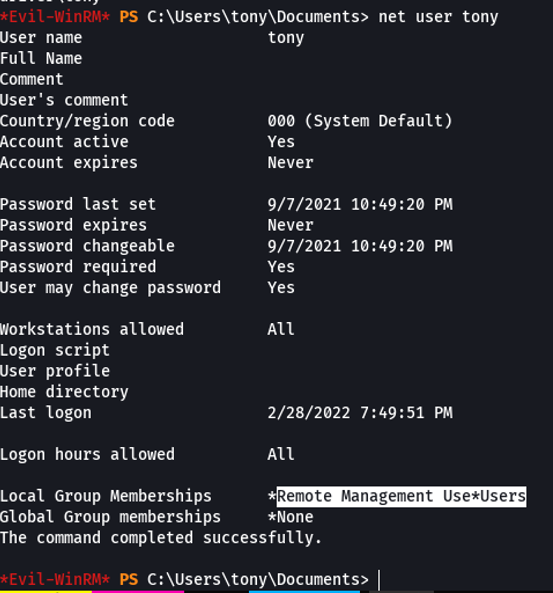 *Evil-WinRM* PS C:\Users\tony\Documents> net user tony
User name                    tony
Full Name
Comment
User's comment
Country/region code          000 (System Default)
Account active               Yes
Account expires              Never
Password last set            9/7/2021 10:49:20 PM
Password expires             Never
Password changeable          9/7/2021 10:49:20 PM
Password required            Yes
User may change password     Yes
Workstations allowed         All
Logon script
User profile
Home directory
Last logon                   2/28/2022 7:49:51 PM
Logon hours allowed          All
Local Group Memberships      *Remote Management Use*Users
Global Group memberships     *None
The command completed successfully.
*Evil-WinRM* PS C:\Users\tony\Documents>